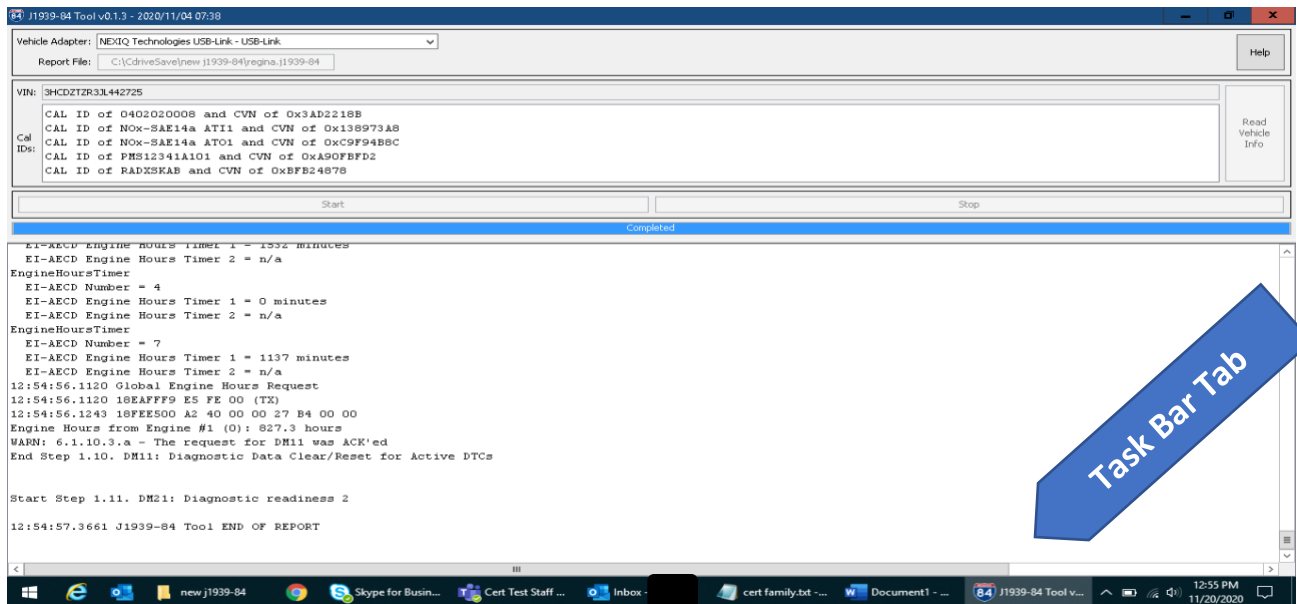 84 J1939-84 Tool v0.1.3 - 2020/11/04 07:38
Vehicle Adapter: NEXIQ Technologies USB-Link - USB-Link
Help
Report File: C:\CdriveSave\new j1939-84\regina.j1939-84
VIN: 3HCDZTZR3JL442725
Cal IDs:
CAL ID of 0402020008 and CVN of 0x3AD2218B
CAL ID of NOx-SAE14a ATI1 and CVN of 0x138973A8
CAL ID of NOx-SAE14a ATO1 and CVN of 0xC9F94B8C
CAL ID of PMS12341A101 and CVN of 0xA90FBFD2
CAL ID of RADXSKAB and CVN of 0xBFB24878
Read
Vehicle
Info
Start Stop
Completed
EI-AECD Engine Hours Timer 1 = 1532 minutes
EI-AECD Engine Hours Timer 2 = n/a
EngineHoursTimer
EI-AECD Number = 4
EI-AECD Engine Hours Timer 1 = 0 minutes
EI-AECD Engine Hours Timer 2 = n/a
EngineHoursTimer
EI-AECD Number = 7
EI-AECD Engine Hours Timer 1 = 1137 minutes
EI-AECD Engine Hours Timer 2 = n/a
12:54:56.1120 Global Engine Hours Request
12:54:56.1120 18EAFFF9 E5 FE 00 (TX)
12:54:56.1243 18FEE500 A2 40 00 00 27 B4 00 00
Engine Hours from Engine #1 (0): 827.3 hours
WARN: 6.1.10.3.a - The request for DM11 was ACK'ed
End Step 1.10. DM11: Diagnostic Data Clear/Reset for Active DTCs
Start Step 1.11. DM21: Diagnostic readiness 2
12:54:57.3661 J1939-84 Tool END OF REPORT
Task Bar Tab
new j1939-84 Skype for Busin... Cert Test Staff ... Inbox - cert family.txt -... Document1 - ... 84 J1939-84 Tool v... 12:55 PM
11/20/2020